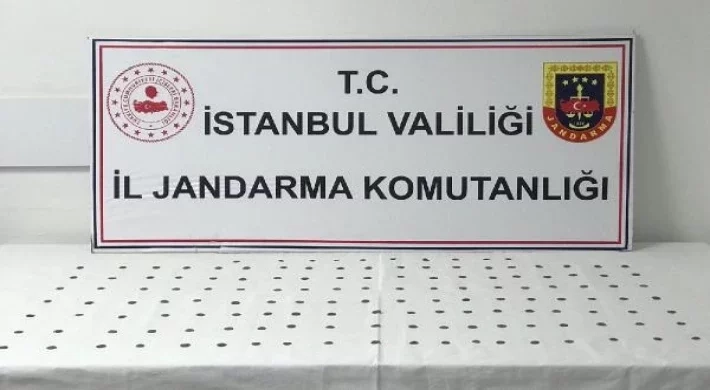 T.C.
İSTANBUL VALİLİĞİ
İL JANDARMA KOMUTANLIĞI
JANDARMA